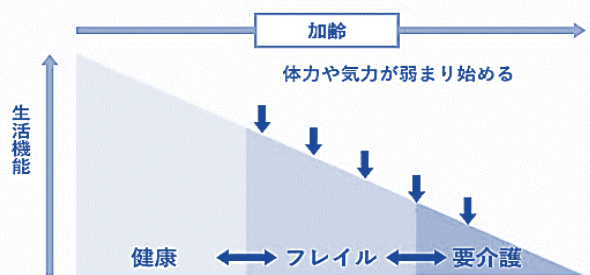 加齢
体力や気力が弱まり始める
生活機能
健康
フレイル
要介護